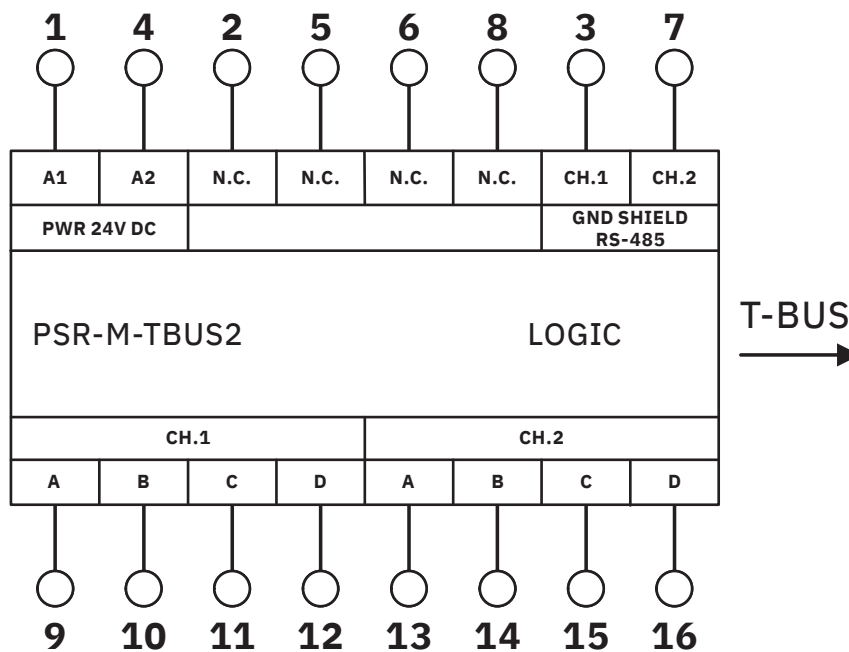 1 4 2 5 6 8 3 7
A1 A2 N.C. N.C. N.C. N.C. CH.1 CH.2
PWR 24V DC
GND SHIELD
RS-485
PSR-M-TBUS2
LOGIC
T-BUS
CH.1 CH.2
A B C D A B C D
9 10 11 12 13 14 15 16